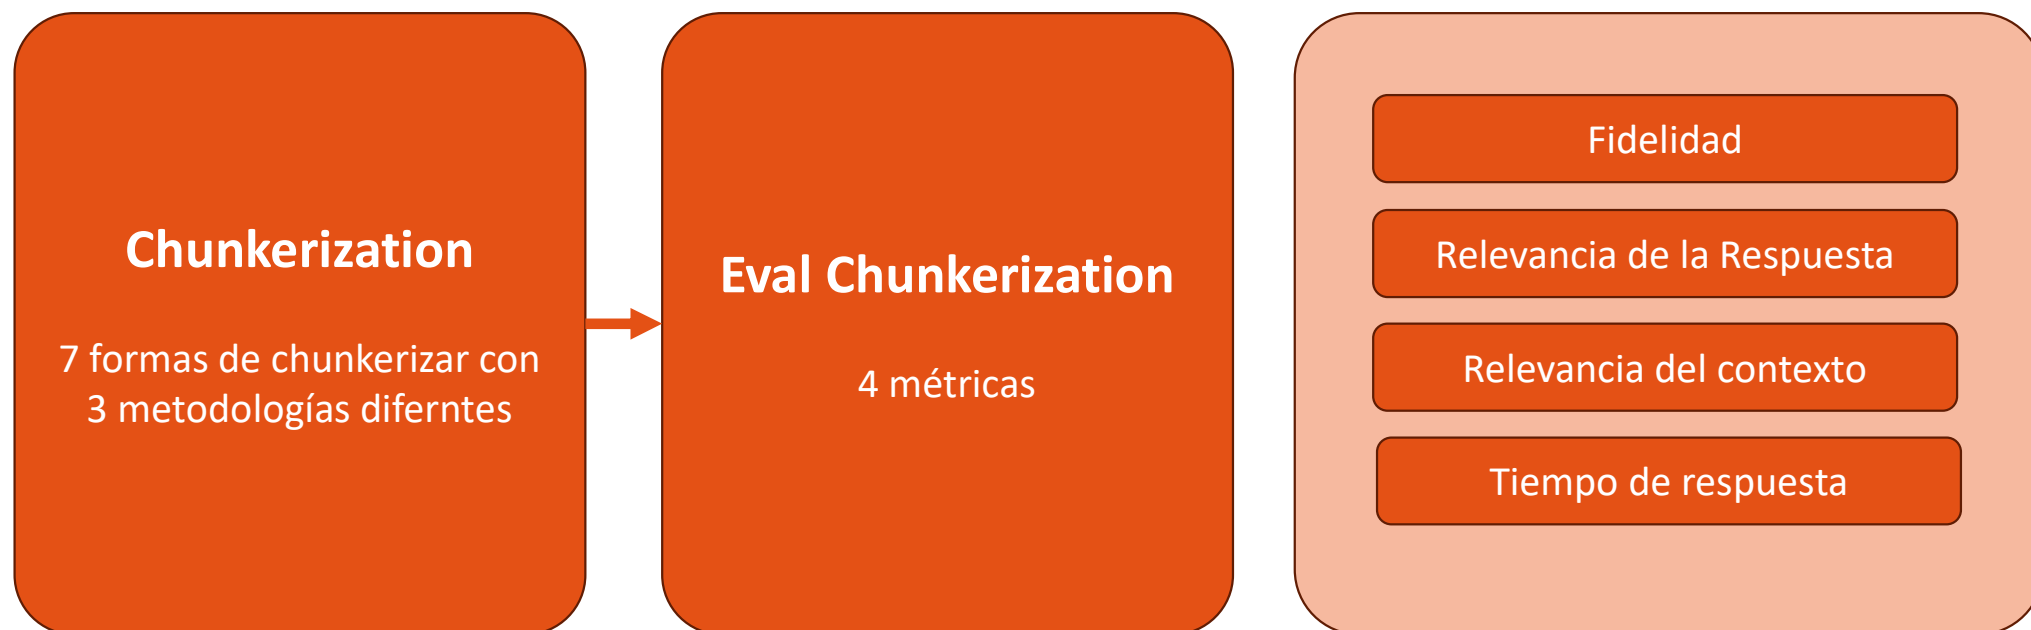 Chunkerization
7 formas de chunkerizar con
3 metodologías diferntes
Eval Chunkerization
4 métricas
Fidelidad
Relevancia de la Respuesta
Relevancia del contexto
Tiempo de respuesta